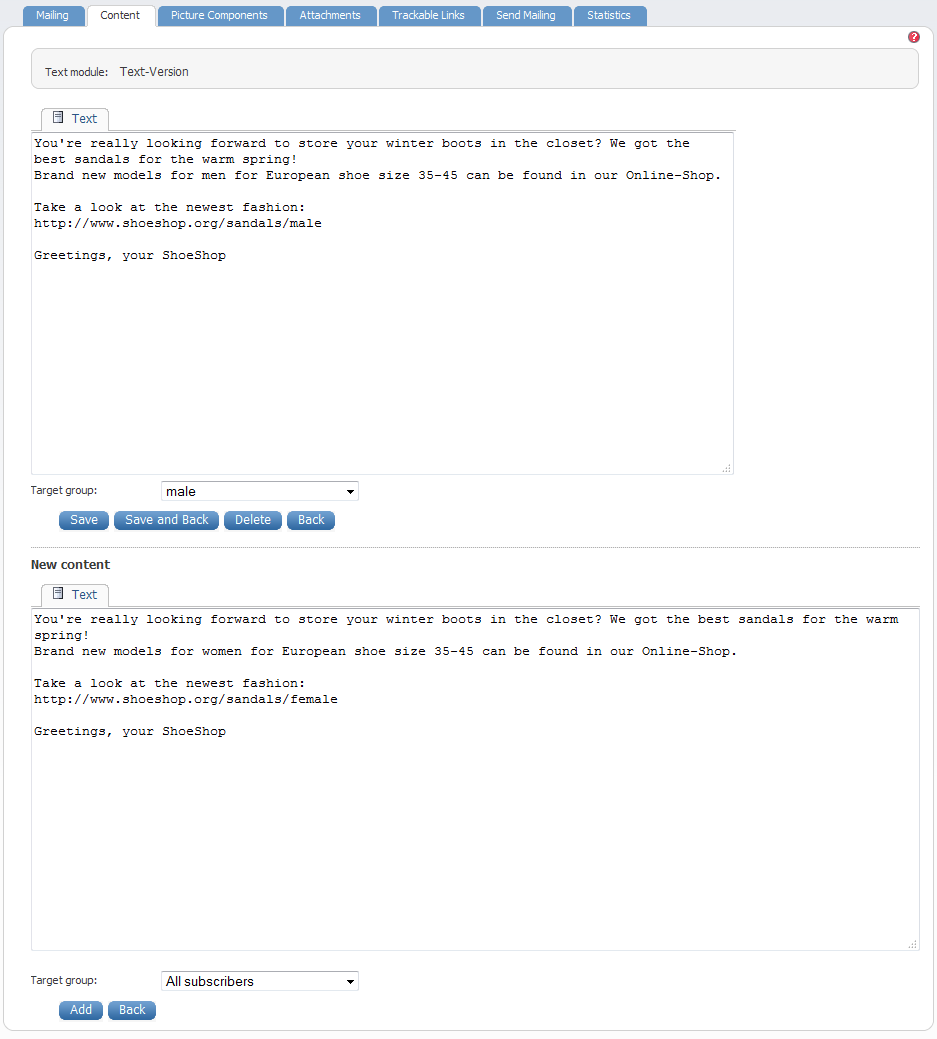 Mailing Content Picture Components Attachments Trackable Links Send Mailing Statistics
?
Text module: Text-Version
Text
You're really looking forward to store your winter boots in the closet? We got the
best sandals for the warm spring!
Brand new models for men for European shoe size 35-45 can be found in our Online-Shop.
Take a look at the newest fashion:
http://www.shoeshop.org/sandals/male
Greetings, your ShoeShop
Target group: male
Save Save and Back Delete Back
New content
Text
You're really looking forward to store your winter boots in the closet? We got the best sandals for the warm
spring!
Brand new models for women for European shoe size 35-45 can be found in our Online-Shop.
Take a look at the newest fashion:
http://www.shoeshop.org/sandals/female
Greetings, your ShoeShop
Target group: All subscribers
Add Back